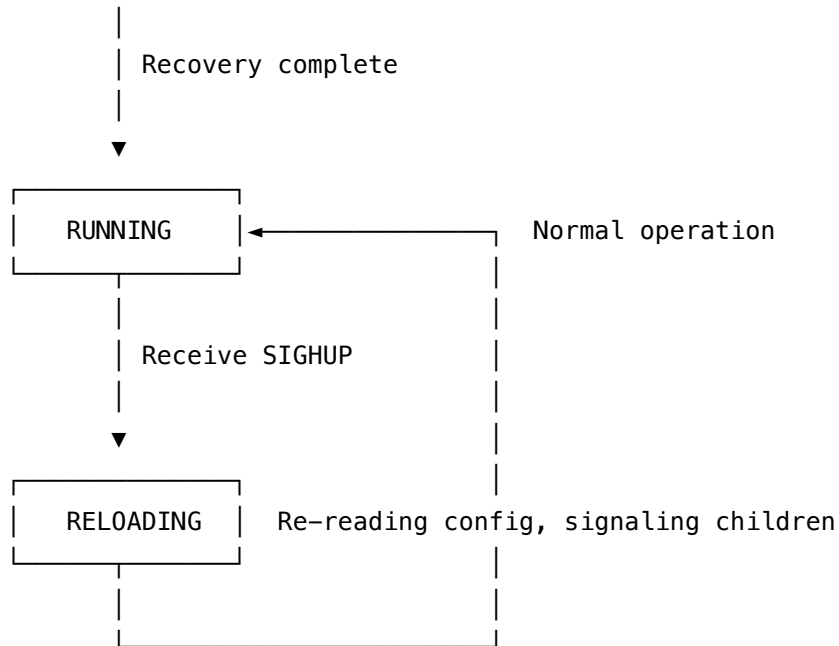 Recovery complete
RUNNING Normal operation
Receive SIGHUP
RELOADING Re-reading config, signaling children